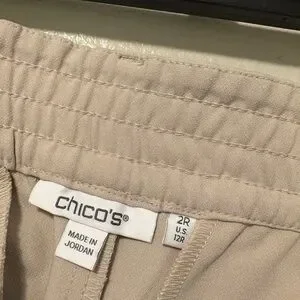 chico's®
MADE IN
JORDAN
2R
U.S.
12R